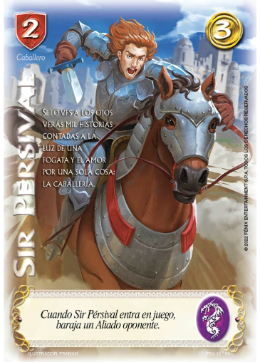 2
3
Caballero
SIR PÉRSIVAL
SI LO VES A LOS OJOS
VERÁS MIL HISTORIAS
CONTADAS A LA
LUZ DE UNA
FOGATA Y EL AMOR
POR UNA SOLA COSA:
LA CABALLERÍA.
Cuando Sir Pérsival entra en juego,
baraja un Aliado oponente.